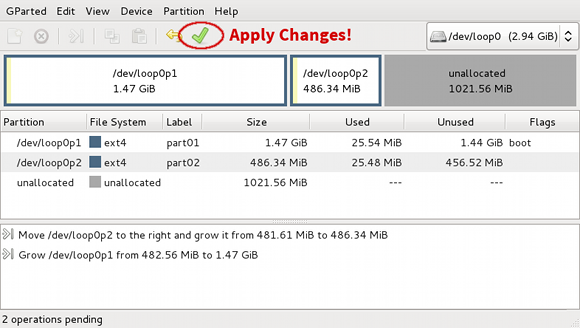 GParted Edit View Device Partition Help
Apply Changes!
/dev/loop0 (2.94 GiB)
/dev/loop0p1
1.47 GiB
/dev/loop0p2
486.34 MiB
unallocated
1021.56 MiB
Partition File System Label Size Used Unused Flags
/dev/loop0p1 ext4 part01 1.47 GiB 25.54 MiB 1.44 GiB boot
/dev/loop0p2 ext4 part02 486.34 MiB 25.48 MiB 456.52 MiB
unallocated unallocated 1021.56 MiB --- ---
Move /dev/loop0p2 to the right and grow it from 481.61 MiB to 486.34 MiB
Grow /dev/loop0p1 from 482.56 MiB to 1.47 GiB
2 operations pending